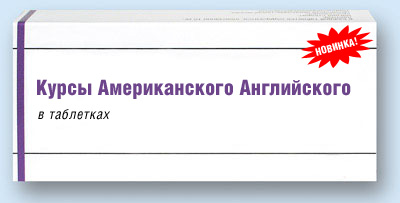 НОВИНКА!
Курсы Американского Английского
в таблетках